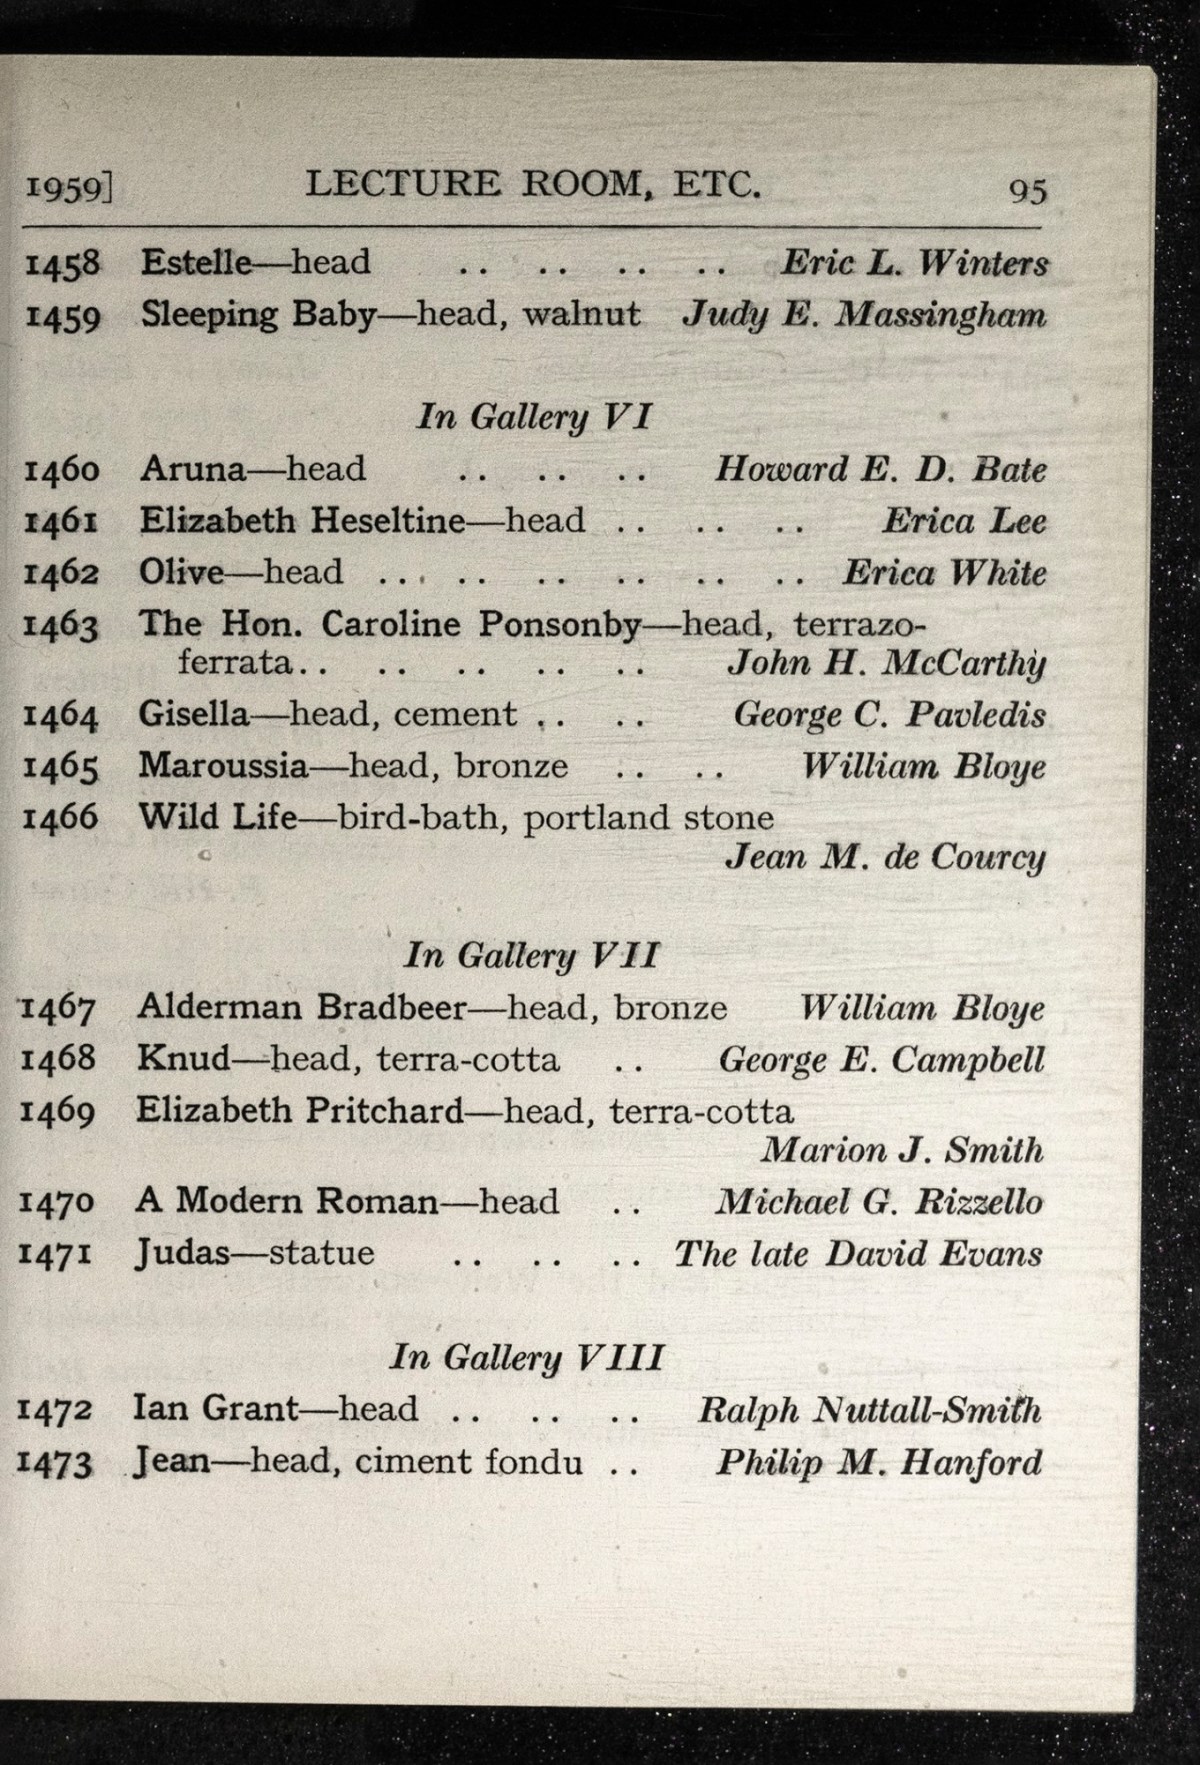 1959] LECTURE ROOM, ETC. 95
1458 Estelle—head .. .. .. .. Eric L. Winters
1459 Sleeping Baby—head, walnut Judy E. Massingham
In Gallery VI
1460 Aruna—head .. .. .. Howard E. D. Bate
1461 Elizabeth Heseltine—head .. .. .. Erica Lee
1462 Olive—head .. .. .. .. .. .. Erica White
1463 The Hon. Caroline Ponsonby—head, terrazo-
ferrata .. .. .. .. .. John H. McCarthy
1464 Gisella—head, cement .. .. George C. Pavledis
1465 Maroussia—head, bronze .. .. William Bloye
1466 Wild Life—bird-bath, portland stone
Jean M. de Courcy
In Gallery VII
1467 Alderman Bradbeer—head, bronze William Bloye
1468 Knud—head, terra-cotta .. George E. Campbell
1469 Elizabeth Pritchard—head, terra-cotta
Marion J. Smith
1470 A Modern Roman—head .. Michael G. Rizzello
1471 Judas—statue .. .. .. The late David Evans
In Gallery VIII
1472 Ian Grant—head .. .. .. Ralph Nuttall-Smith
1473 Jean—head, ciment fondu .. Philip M. Hanford